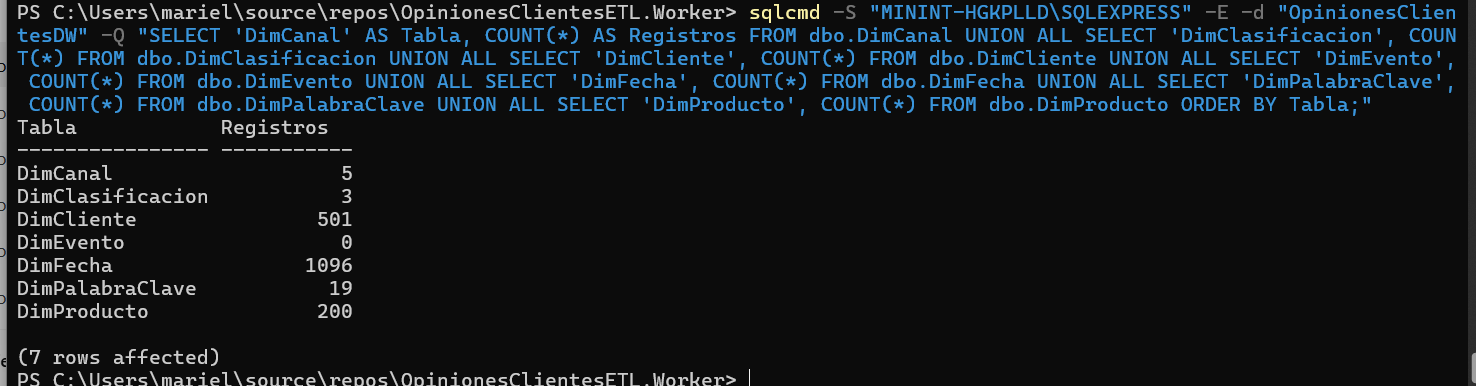 PS C:\Users\mariel\source\repos\OpinionesClientesETL.Worker> sqlcmd -S "MININT-HGKPLLD\SQLEXPRESS" -E -d "OpinionesClien
tesDW" -Q "SELECT 'DimCanal' AS Tabla, COUNT(*) AS Registros FROM dbo.DimCanal UNION ALL SELECT 'DimClasificacion', COUN
T(*) FROM dbo.DimClasificacion UNION ALL SELECT 'DimCliente', COUNT(*) FROM dbo.DimCliente UNION ALL SELECT 'DimEvento',
 COUNT(*) FROM dbo.DimEvento UNION ALL SELECT 'DimFecha', COUNT(*) FROM dbo.DimFecha UNION ALL SELECT 'DimPalabraClave',
 COUNT(*) FROM dbo.DimPalabraClave UNION ALL SELECT 'DimProducto', COUNT(*) FROM dbo.DimProducto ORDER BY Tabla;"
Tabla            Registros
---------------- -----------
DimCanal                   5
DimClasificacion           3
DimCliente               501
DimEvento                  0
DimFecha                1096
DimPalabraClave           19
DimProducto              200

(7 rows affected)
PS C:\Users\mariel\source\repos\OpinionesClientesETL.Worker>